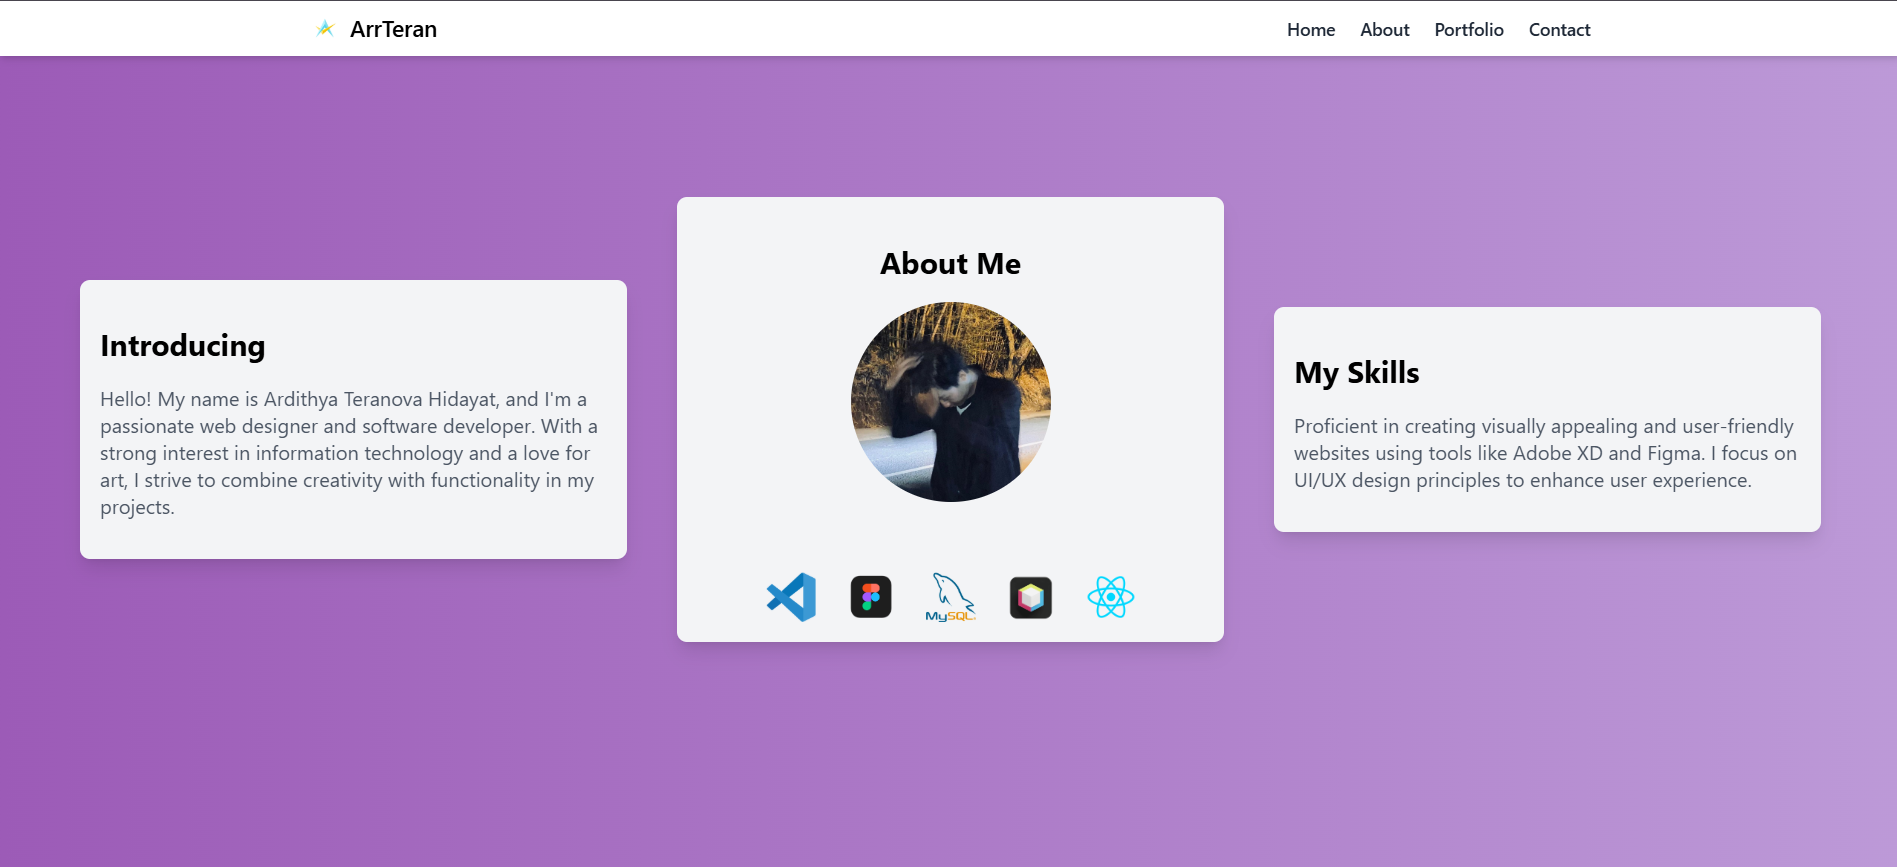 ArrTeran
Home About Portfolio Contact
Introducing
Hello! My name is Ardithya Teranova Hidayat, and I'm a
passionate web designer and software developer. With a
strong interest in information technology and a love for
art, I strive to combine creativity with functionality in my
projects.
About Me
MySQL
My Skills
Proficient in creating visually appealing and user-friendly
websites using tools like Adobe XD and Figma. I focus on
UI/UX design principles to enhance user experience.